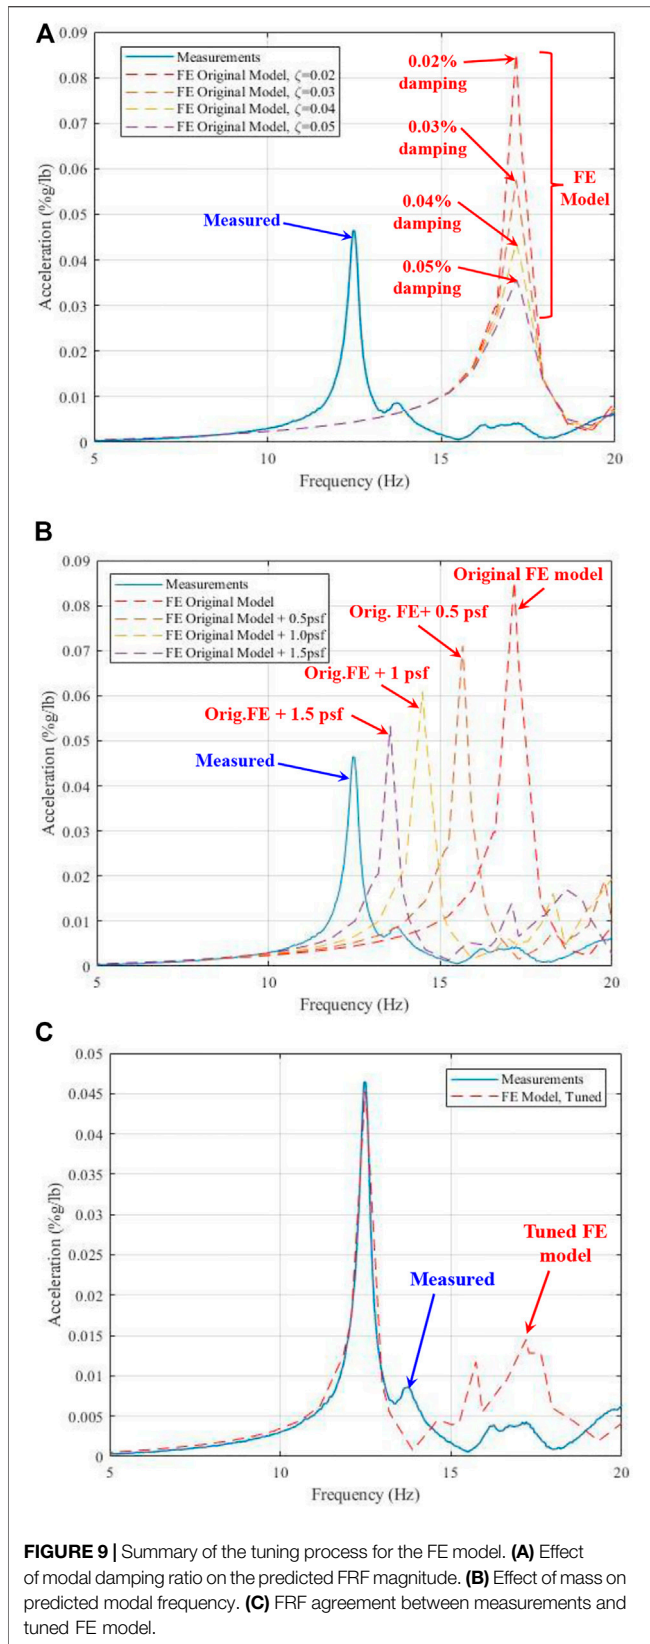 A
0.09
0.08
0.07
0.06
0.05
0.04
0.03
0.02
0.01
0
Acceleration (%g/lb)
Measurements
FE Original Model, ζ=0.02
FE Original Model, ζ=0.03
FE Original Model, ζ=0.04
FE Original Model, ζ=0.05
0.02%
damping
0.03%
damping
FE
Model
0.04%
damping
Measured
0.05%
damping
5
10
15
20
Frequency (Hz)
B
0.09
0.08
0.07
0.06
0.05
0.04
0.03
0.02
0.01
0
Acceleration (%g/lb)
Measurements
FE Original Model
FE Original Model + 0.5psf
FE Original Model + 1.0psf
FE Original Model + 1.5psf
Original FE model
Orig. FE+ 0.5 psf
Orig.FE + 1 psf
Orig.FE + 1.5 psf
Measured
5
10
15
20
Frequency (Hz)
C
0.05
0.045
0.04
0.035
0.03
0.025
0.02
0.015
0.01
0.005
0
Acceleration (%g/lb)
Measurements
FE Model, Tuned
Tuned FE
model
Measured
5
10
15
20
Frequency (Hz)
FIGURE 9 | Summary of the tuning process for the FE model. (A) Effect
of modal damping ratio on the predicted FRF magnitude. (B) Effect of mass on
predicted modal frequency. (C) FRF agreement between measurements and
tuned FE model.